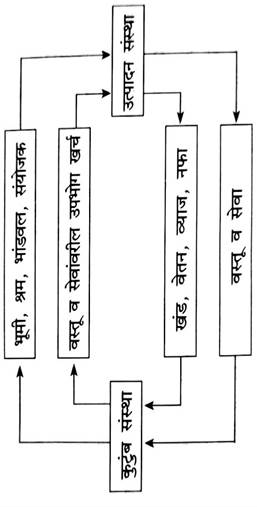 भूमी, श्रम, भांडवल, संयोजक
वस्तू व सेवांवरील उपभोग खर्च
कुटुंब संस्था
उत्पादन संस्था
खंड, वेतन, व्याज, नफा
वस्तू व सेवा